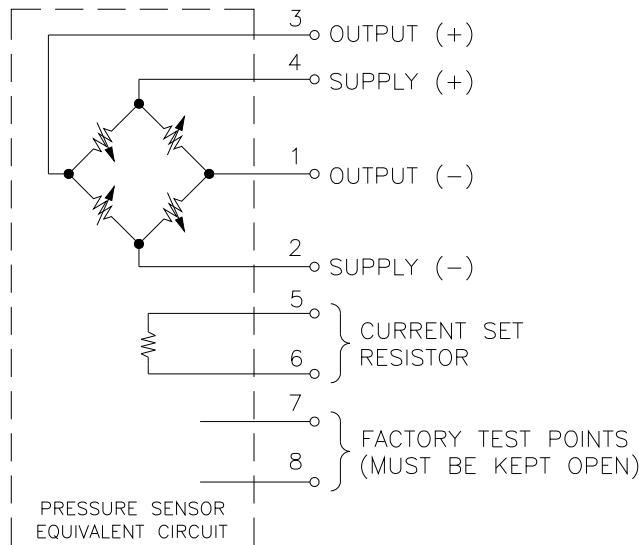 3 OUTPUT (+)
4 SUPPLY (+)
1 OUTPUT (-)
2 SUPPLY (-)
5
CURRENT SET
RESISTOR
6
7
FACTORY TEST POINTS
(MUST BE KEPT OPEN)
8
PRESSURE SENSOR
EQUIVALENT CIRCUIT